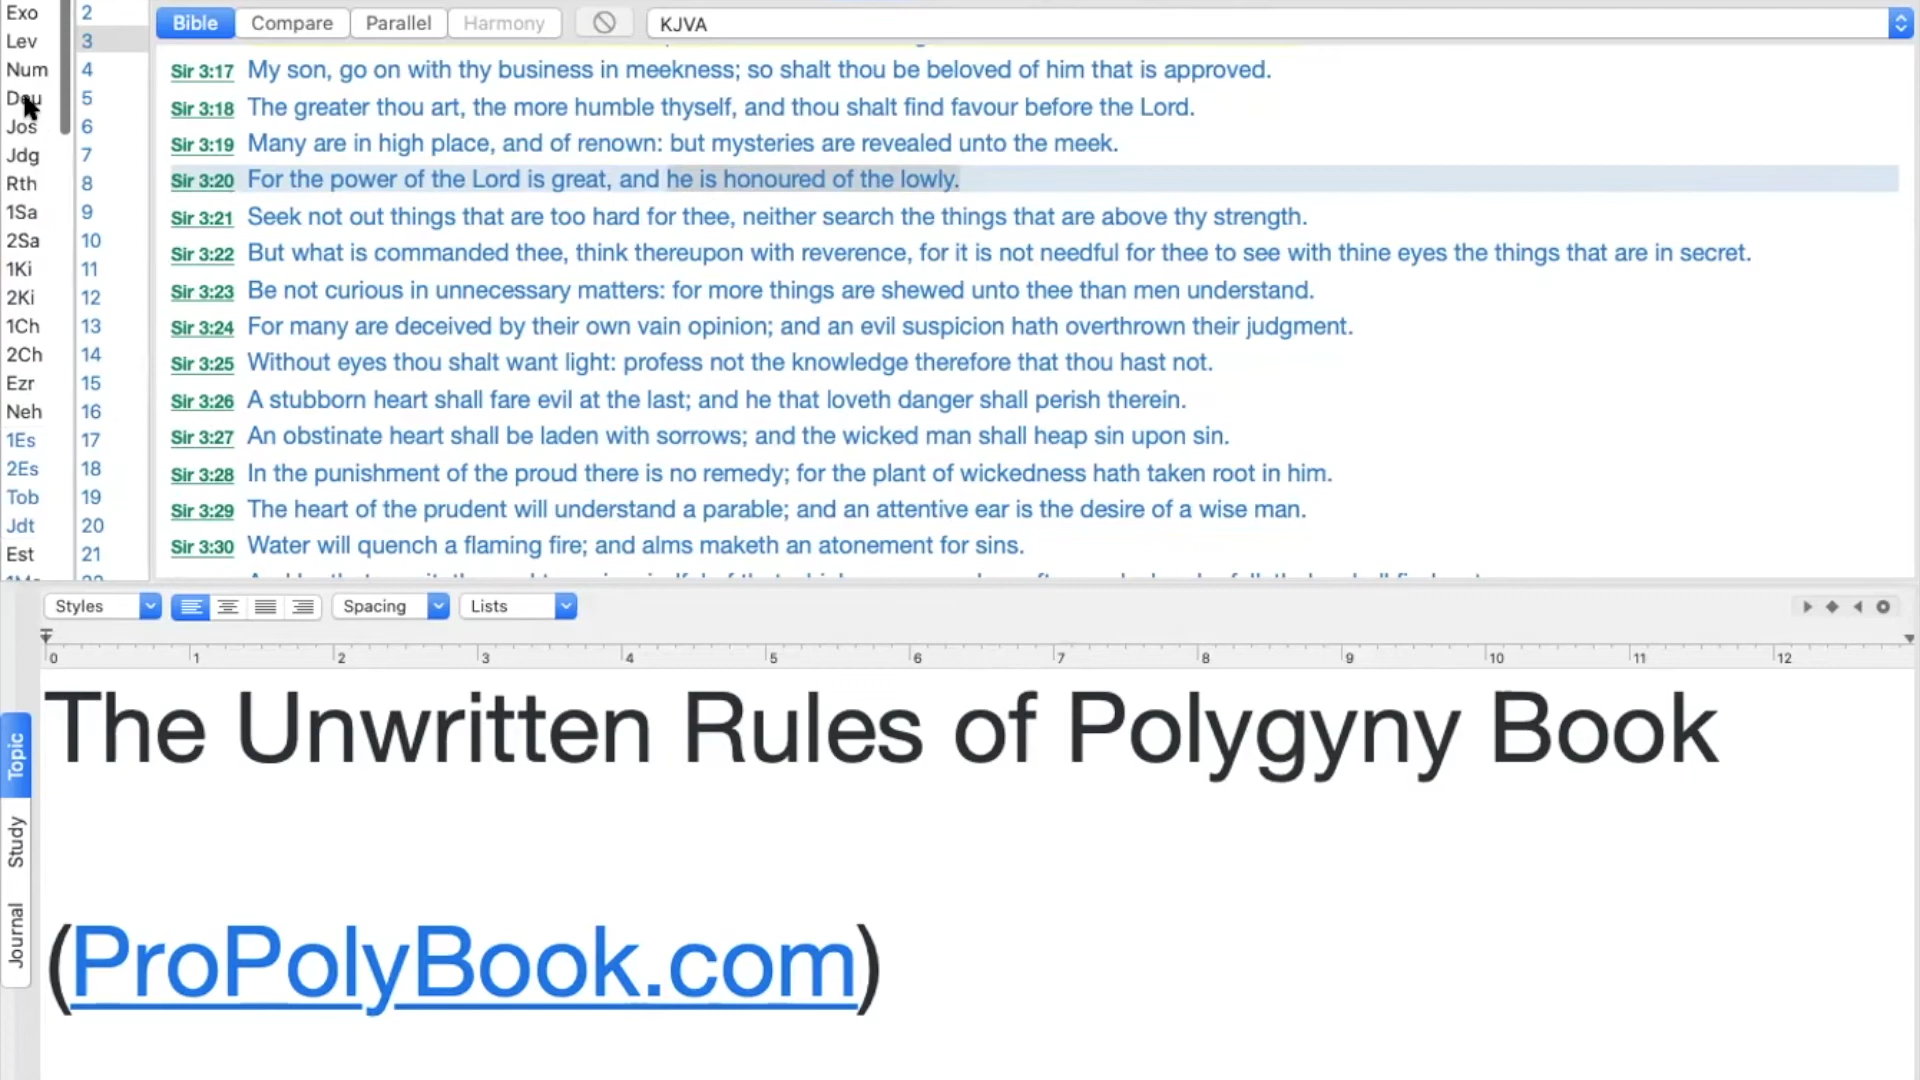 Exo
Lev
Num
Deu
Jos
Jdg
Rth
1Sa
2Sa
1Ki
2Ki
1Ch
2Ch
Ezr
Neh
1Es
2Es
Tob
Jdt
Est
2
3
4
5
6
7
8
9
10
11
12
13
14
15
16
17
18
19
20
21
22
Bible Compare Parallel Harmony KJVA
Sir 3:17 My son, go on with thy business in meekness; so shalt thou be beloved of him that is approved.
Sir 3:18 The greater thou art, the more humble thyself, and thou shalt find favour before the Lord.
Sir 3:19 Many are in high place, and of renown: but mysteries are revealed unto the meek.
Sir 3:20 For the power of the Lord is great, and he is honoured of the lowly.
Sir 3:21 Seek not out things that are too hard for thee, neither search the things that are above thy strength.
Sir 3:22 But what is commanded thee, think thereupon with reverence, for it is not needful for thee to see with thine eyes the things that are in secret.
Sir 3:23 Be not curious in unnecessary matters: for more things are shewed unto thee than men understand.
Sir 3:24 For many are deceived by their own vain opinion; and an evil suspicion hath overthrown their judgment.
Sir 3:25 Without eyes thou shalt want light: profess not the knowledge therefore that thou hast not.
Sir 3:26 A stubborn heart shall fare evil at the last; and he that loveth danger shall perish therein.
Sir 3:27 An obstinate heart shall be laden with sorrows; and the wicked man shall heap sin upon sin.
Sir 3:28 In the punishment of the proud there is no remedy; for the plant of wickedness hath taken root in him.
Sir 3:29 The heart of the prudent will understand a parable; and an attentive ear is the desire of a wise man.
Sir 3:30 Water will quench a flaming fire; and alms maketh an atonement for sins.
Styles Spacing Lists
0 1 2 3 4 5 6 7 8 9 10 11 12
Topic
Study
Journal
The Unwritten Rules of Polygyny Book
(ProPolyBook.com)